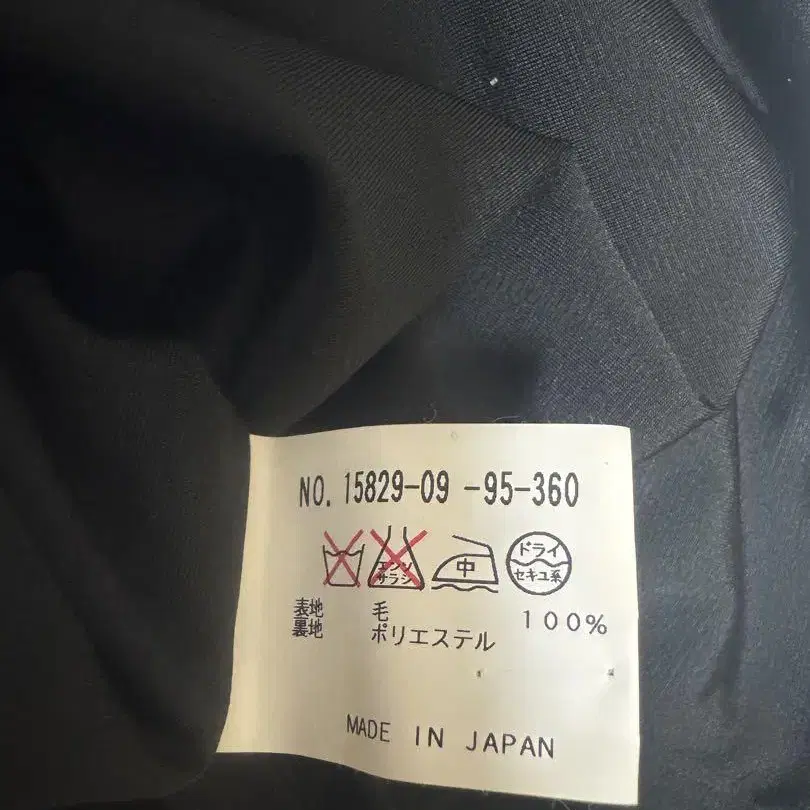 NO. 15829-09 -95-360
エンソ サラシ 中 ドライ セキユ系
表地 毛 100%
裏地 ポリエステル
MADE IN JAPAN